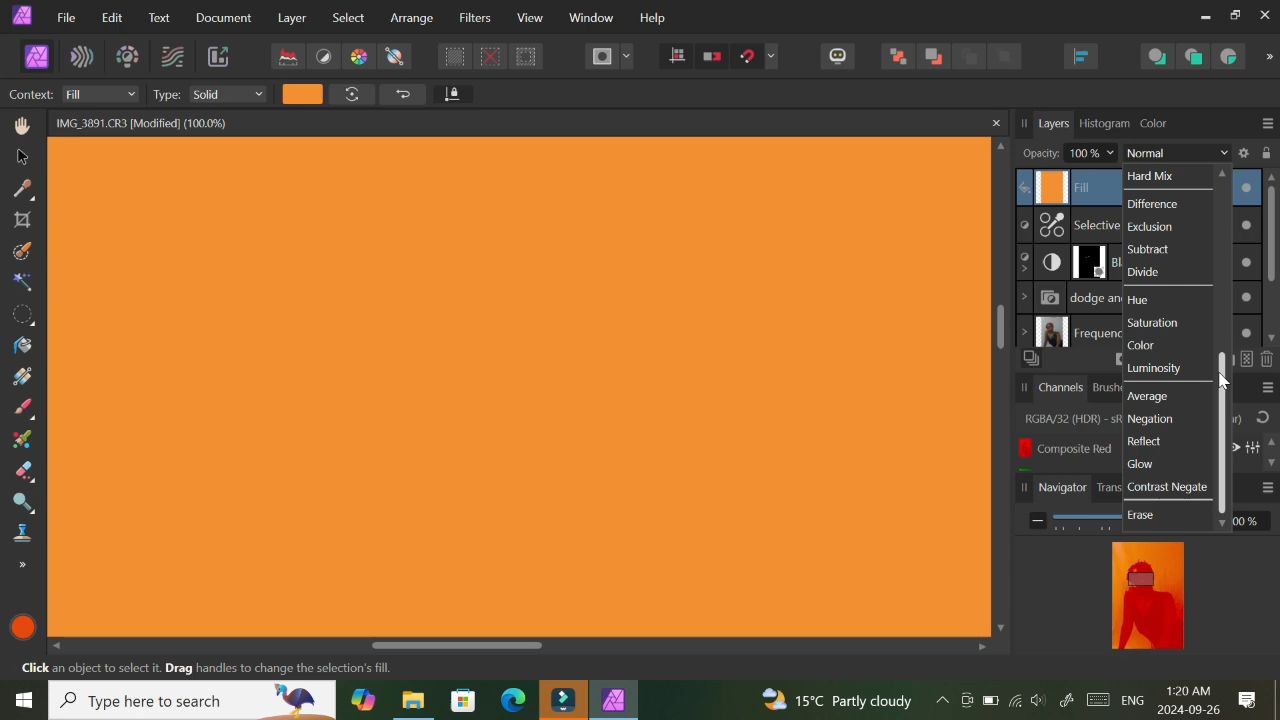 File Edit Text Document Layer Select Arrange Filters View Window Help
Context: Fill Type: Solid
IMG_3891.CR3 [Modified] (100.0%)
Layers Histogram Color
Opacity: 100 % Normal
Hard Mix
Fill
Difference
Selective
Exclusion
Subtract
Divide
dodge an
Hue
Saturation
Frequenc
Color
Luminosity
Channels Brushe
Average
Negation
RGBA/32 (HDR) - sR
Reflect
Composite Red
Glow
Contrast Negate
Navigator Trans
Erase
00 %
Click an object to select it. Drag handles to change the selection's fill.
Type here to search
15°C Partly cloudy
ENG
1:20 AM
2024-09-26